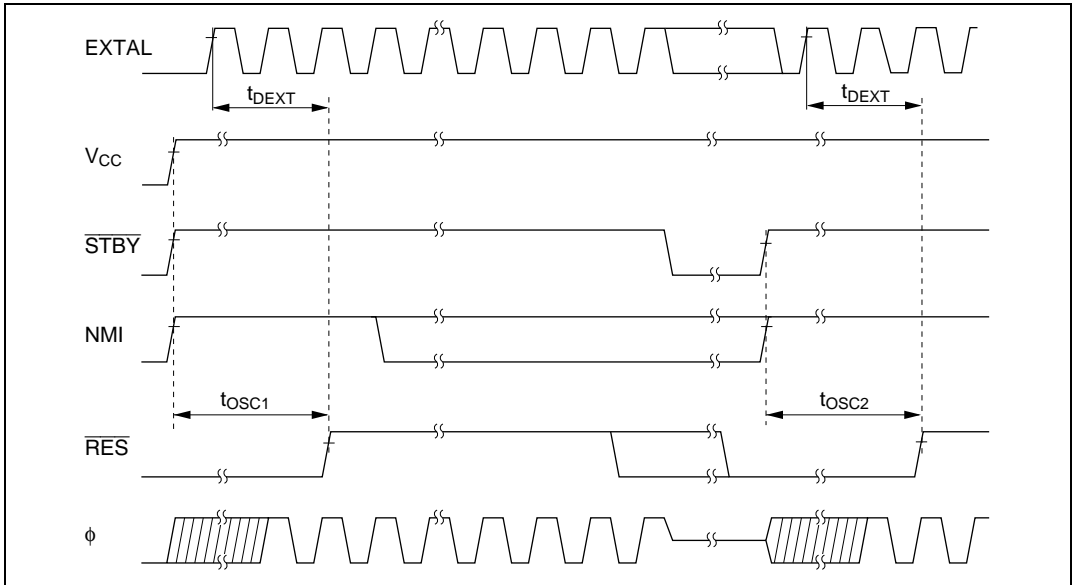 EXTAL
tDEXT tDEXT
VCC
STBY
NMI
tOSC1 tOSC2
RES
ϕ